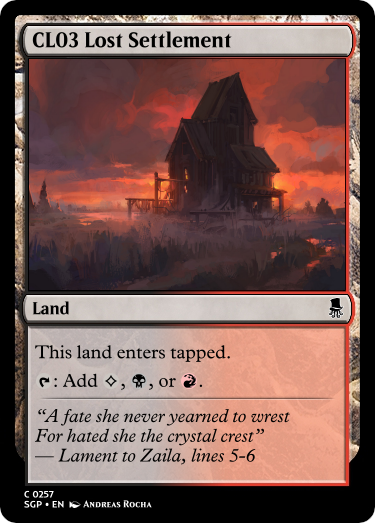 CL03 Lost Settlement
Land
This land enters tapped.
: Add , , or .
“A fate she never yearned to wrest
For hated she the crystal crest”
— Lament to Zaila, lines 5-6
C 0257
SGP • EN Andreas Rocha